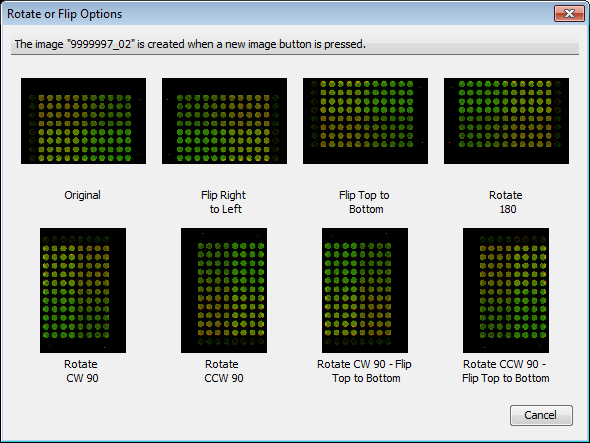 Rotate or Flip Options
The image "9999997_02" is created when a new image button is pressed.
Original
Flip Right
to Left
Flip Top to
Bottom
Rotate
180
Rotate
CW 90
Rotate
CCW 90
Rotate CW 90 - Flip
Top to Bottom
Rotate CCW 90 -
Flip Top to Bottom
Cancel